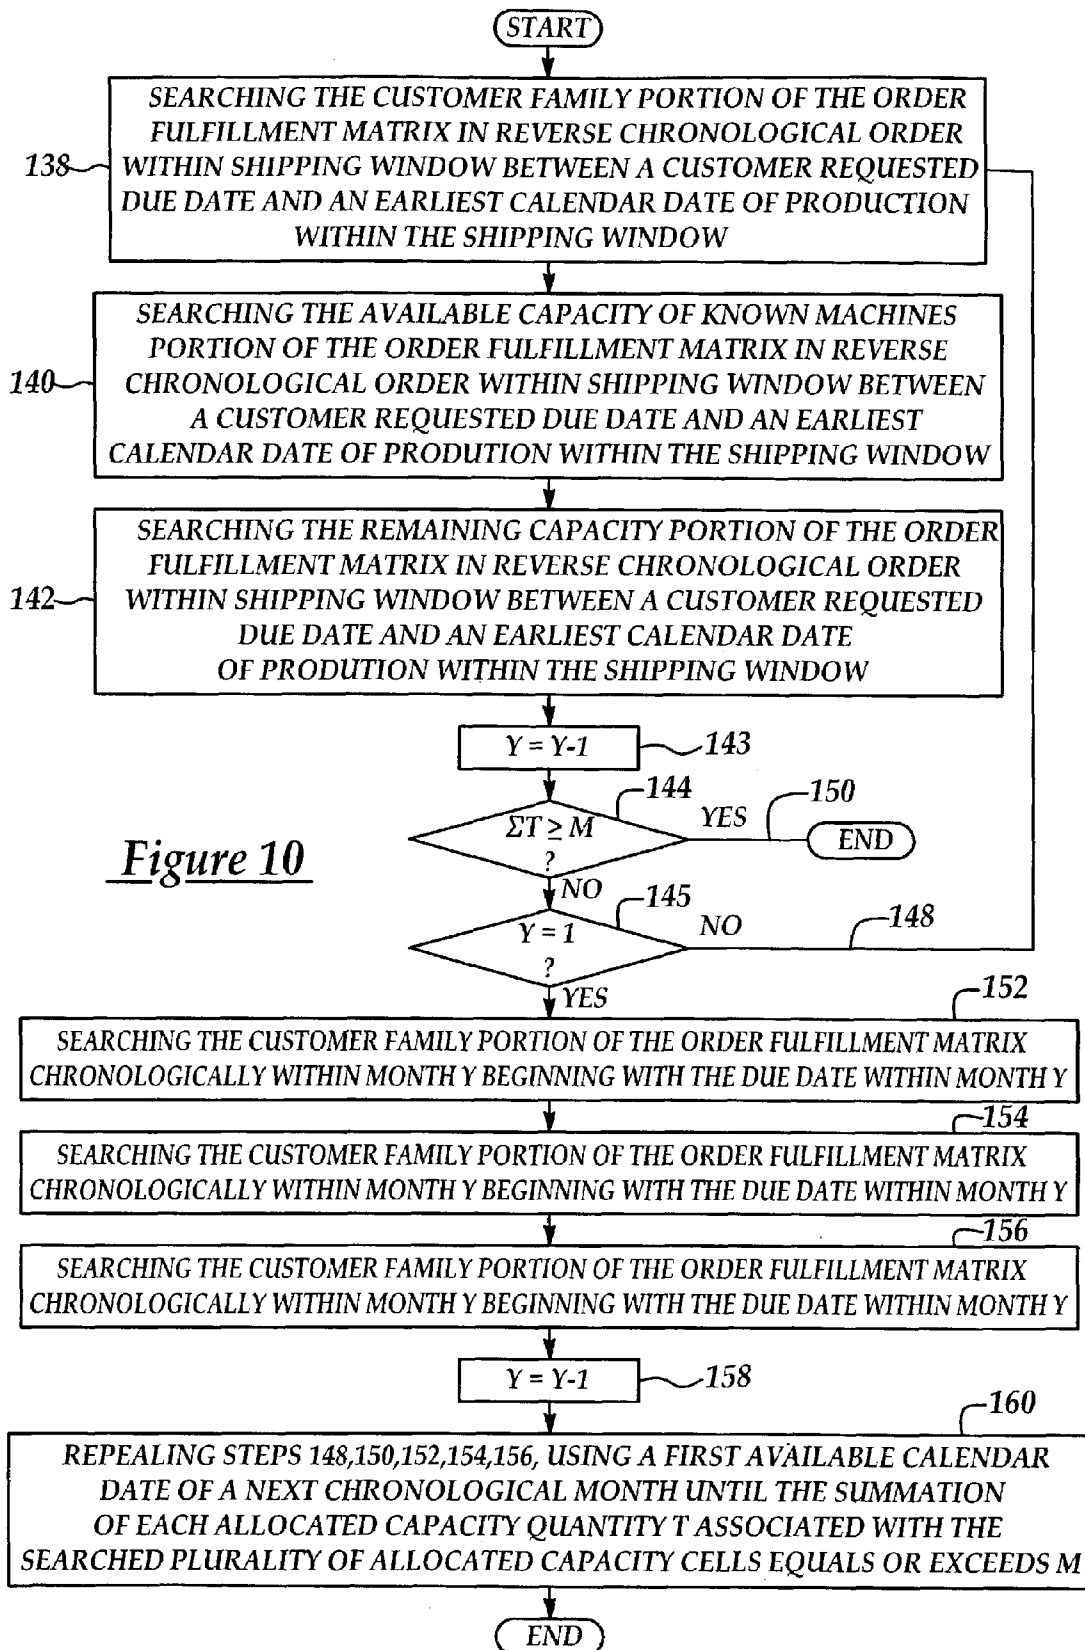 START
SEARCHING THE CUSTOMER FAMILY PORTION OF THE ORDER
FULFILLMENT MATRIX IN REVERSE CHRONOLOGICAL ORDER
WITHIN SHIPPING WINDOW BETWEEN A CUSTOMER REQUESTED
DUE DATE AND AN EARLIEST CALENDAR DATE OF PRODUCTION
WITHIN THE SHIPPING WINDOW
138
SEARCHING THE AVAILABLE CAPACITY OF KNOWN MACHINES
PORTION OF THE ORDER FULFILLMENT MATRIX IN REVERSE
CHRONOLOGICAL ORDER WITHIN SHIPPING WINDOW BETWEEN
A CUSTOMER REQUESTED DUE DATE AND AN EARLIEST
CALENDAR DATE OF PRODUTION WITHIN THE SHIPPING WINDOW
140
SEARCHING THE REMAINING CAPACITY PORTION OF THE ORDER
FULFILLMENT MATRIX IN REVERSE CHRONOLOGICAL ORDER
WITHIN SHIPPING WINDOW BETWEEN A CUSTOMER REQUESTED
DUE DATE AND AN EARLIEST CALENDAR DATE
OF PRODUTION WITHIN THE SHIPPING WINDOW
142
Y = Y-1
143
ΣT ≥ M
?
144
YES
150
END
Figure 10
NO
Y = 1
?
145
NO
148
YES
152
SEARCHING THE CUSTOMER FAMILY PORTION OF THE ORDER FULFILLMENT MATRIX
CHRONOLOGICALLY WITHIN MONTH Y BEGINNING WITH THE DUE DATE WITHIN MONTH Y
154
SEARCHING THE CUSTOMER FAMILY PORTION OF THE ORDER FULFILLMENT MATRIX
CHRONOLOGICALLY WITHIN MONTH Y BEGINNING WITH THE DUE DATE WITHIN MONTH Y
156
SEARCHING THE CUSTOMER FAMILY PORTION OF THE ORDER FULFILLMENT MATRIX
CHRONOLOGICALLY WITHIN MONTH Y BEGINNING WITH THE DUE DATE WITHIN MONTH Y
Y = Y-1
158
160
REPEALING STEPS 148,150,152,154,156, USING A FIRST AVAILABLE CALENDAR
DATE OF A NEXT CHRONOLOGICAL MONTH UNTIL THE SUMMATION
OF EACH ALLOCATED CAPACITY QUANTITY T ASSOCIATED WITH THE
SEARCHED PLURALITY OF ALLOCATED CAPACITY CELLS EQUALS OR EXCEEDS M
END